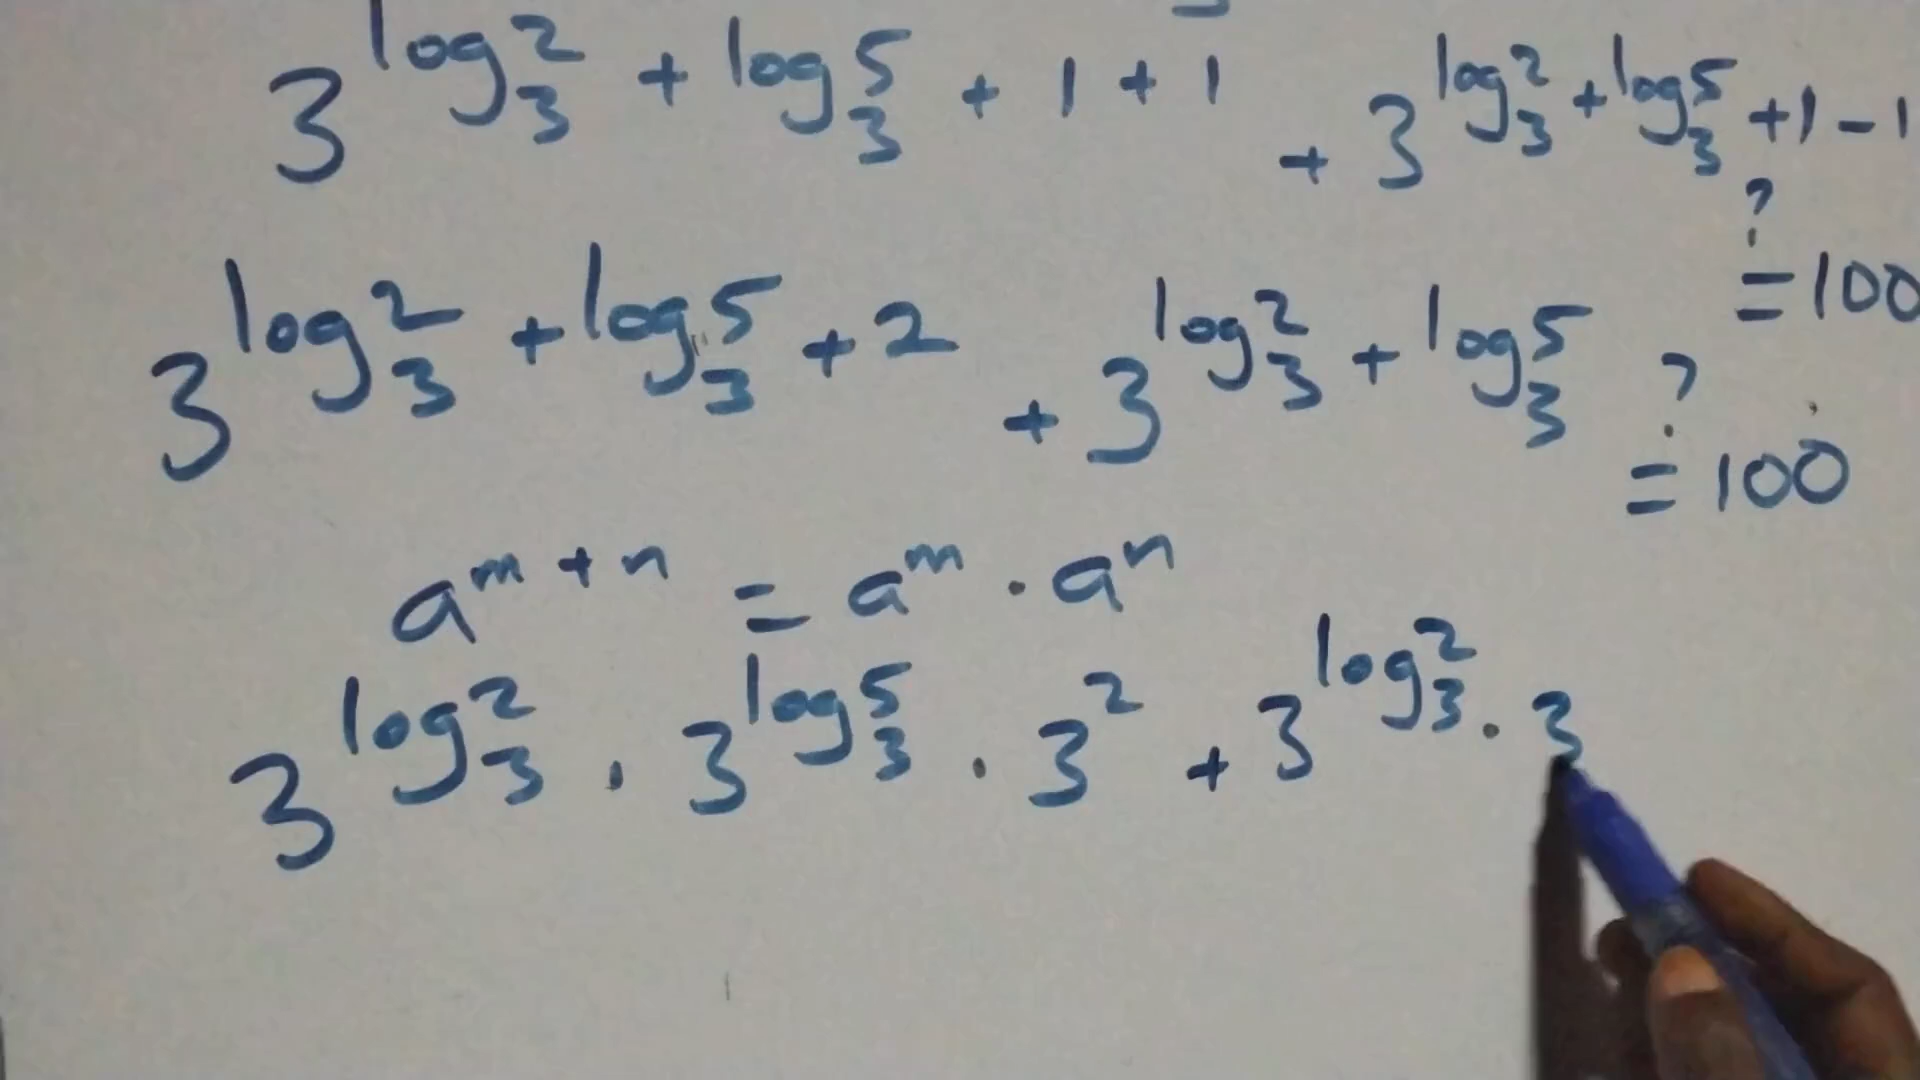 3^{log_3^2 + log_3^5 + 1 + 1} + 3^{log_3^2 + log_3^5 + 1 - 1}
? = 100
3^{log_3^2 + log_3^5 + 2} + 3^{log_3^2 + log_3^5} ? = 100
a^{m + n} = a^m · a^n
3^{log_3^2} · 3^{log_3^5} · 3^2 + 3^{log_3^2} · 3